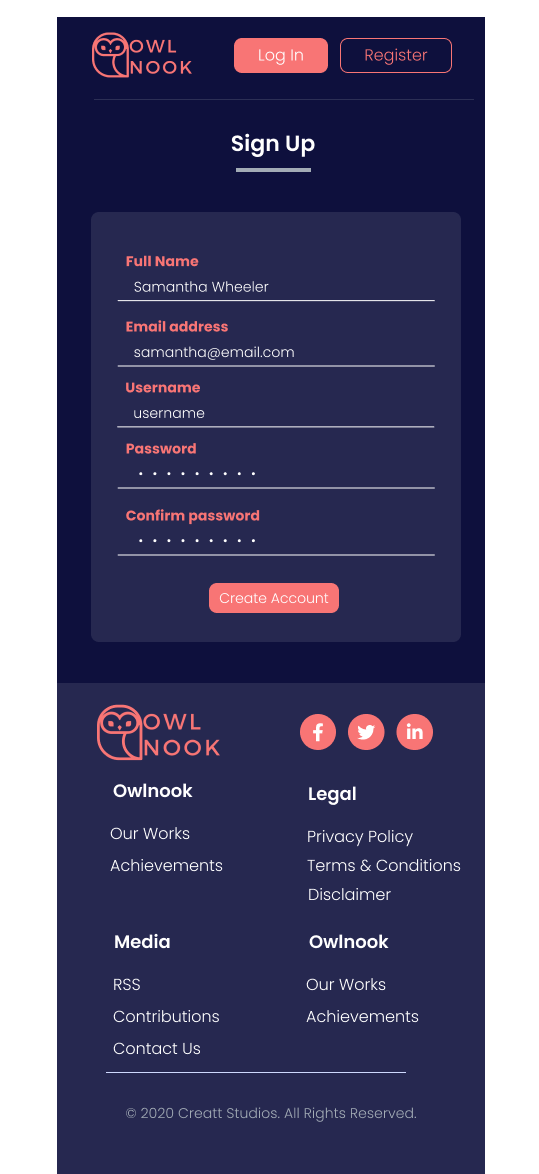 OWL
NOOK
Log In
Register
Sign Up
Full Name
Samantha Wheeler
Email address
samantha@email.com
Username
username
Password
• • • • • • • • •
Confirm password
• • • • • • • • •
Create Account
OWL
NOOK
Owlnook
Our Works
Achievements
Legal
Privacy Policy
Terms & Conditions
Disclaimer
Media
RSS
Contributions
Contact Us
Owlnook
Our Works
Achievements
© 2020 Creatt Studios. All Rights Reserved.